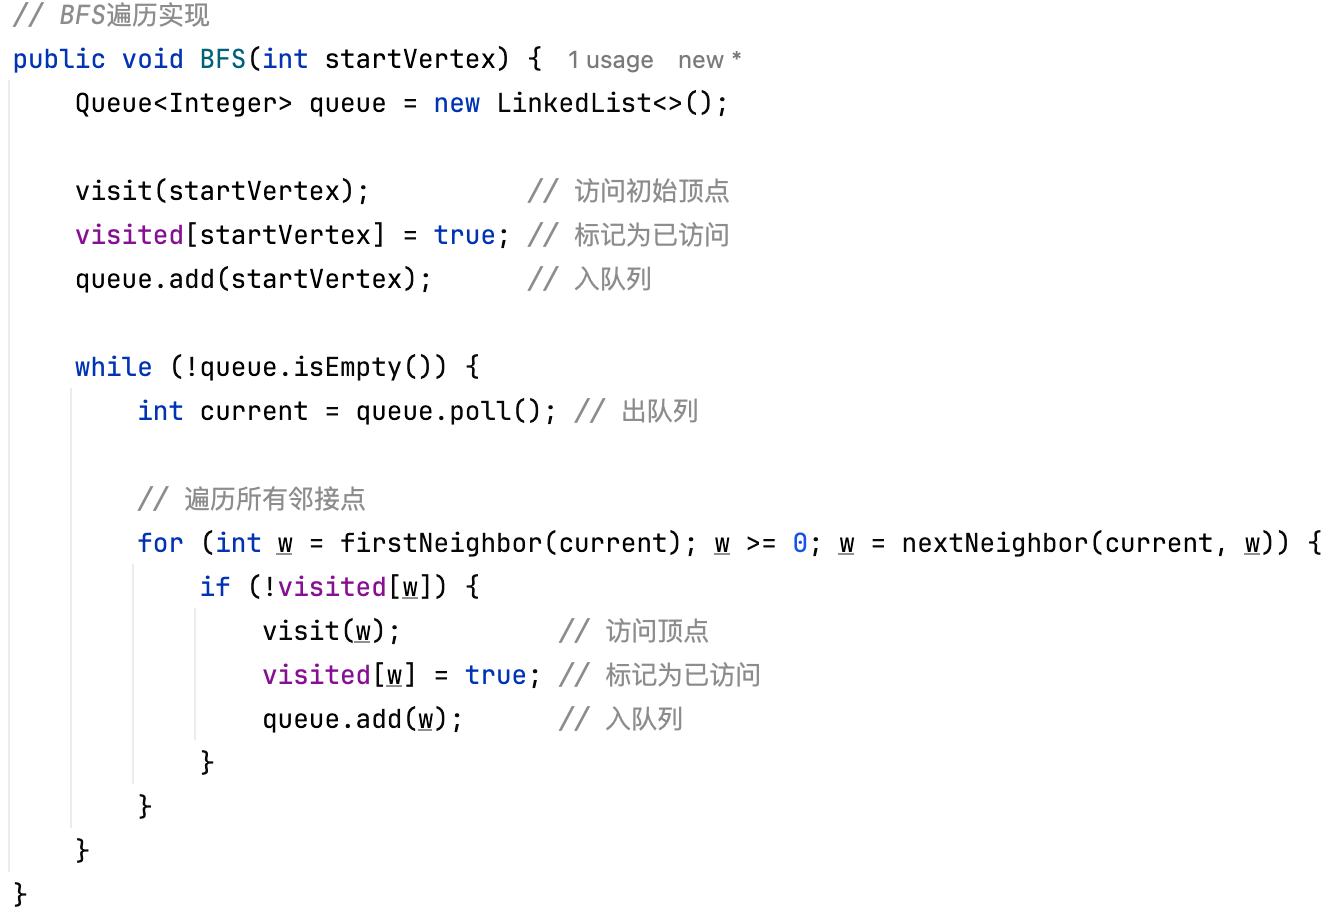 // BFS遍历实现
public void BFS(int startVertex) {  1 usage  new *
    Queue<Integer> queue = new LinkedList<>();
    visit(startVertex);          // 访问初始顶点
    visited[startVertex] = true; // 标记为已访问
    queue.add(startVertex);      // 入队列
    while (!queue.isEmpty()) {
        int current = queue.poll(); // 出队列
        // 遍历所有邻接点
        for (int w = firstNeighbor(current); w >= 0; w = nextNeighbor(current, w)) {
            if (!visited[w]) {
                visit(w);          // 访问顶点
                visited[w] = true; // 标记为已访问
                queue.add(w);      // 入队列
            }
        }
    }
}